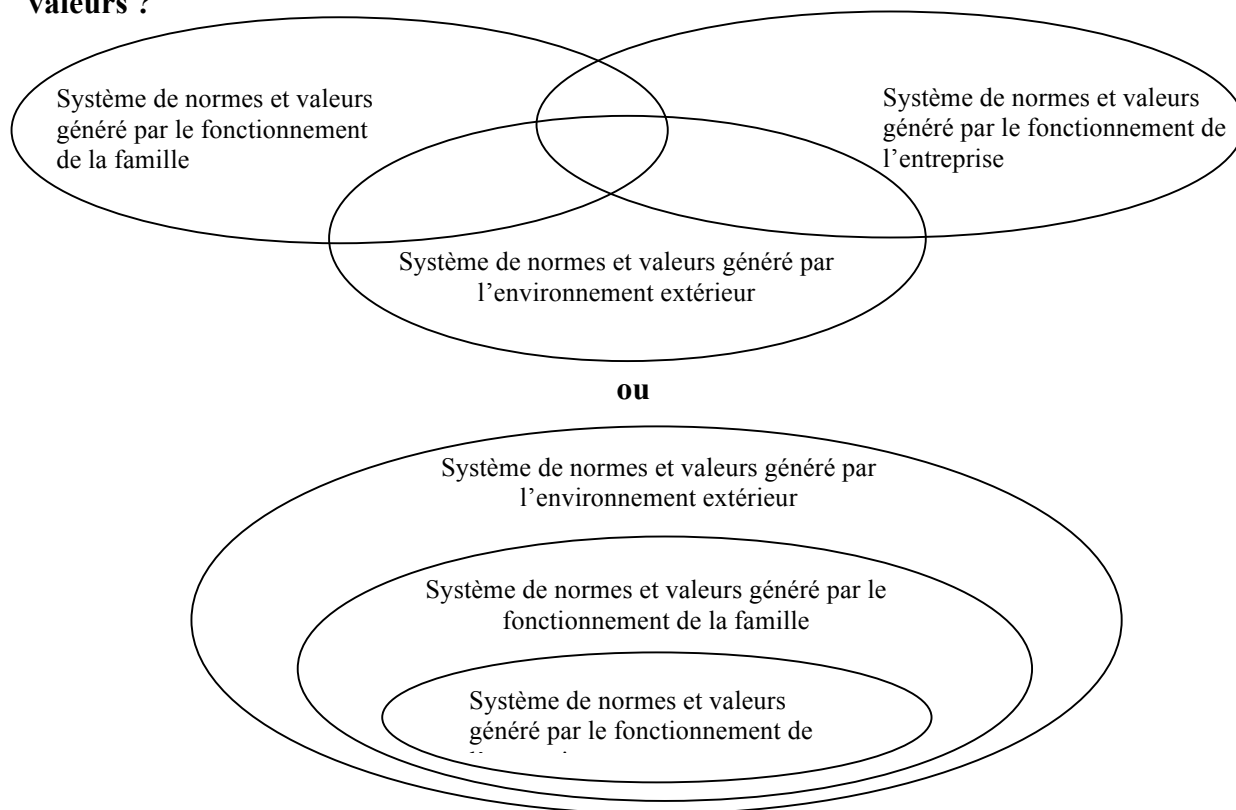 valeurs ?
Système de normes et valeurs
généré par le fonctionnement
de la famille
Système de normes et valeurs
généré par le fonctionnement de
l’entreprise
Système de normes et valeurs généré par
l’environnement extérieur
ou
Système de normes et valeurs généré par
l’environnement extérieur
Système de normes et valeurs généré par le
fonctionnement de la famille
Système de normes et valeurs
généré par le fonctionnement de